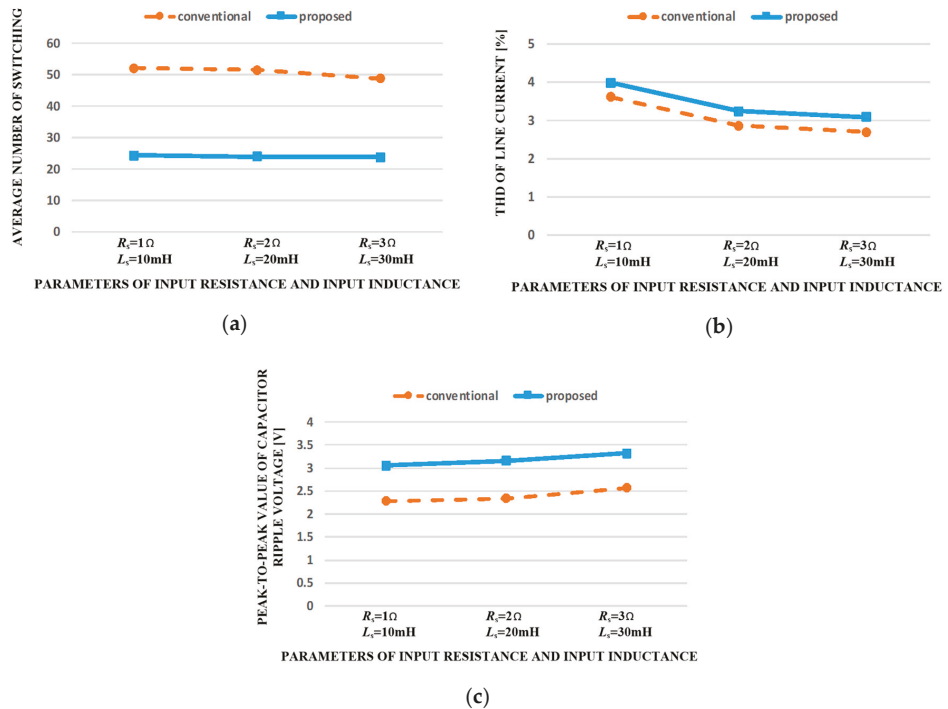 conventional proposed
AVERAGE NUMBER OF SWITCHING
60
50
40
30
20
10
0
Rs=1Ω
Ls=10mH
Rs=2Ω
Ls=20mH
Rs=3Ω
Ls=30mH
PARAMETERS OF INPUT RESISTANCE AND INPUT INDUCTANCE
(a)
conventional proposed
THD OF LINE CURRENT [%]
5
4
3
2
1
0
Rs=1Ω
Ls=10mH
Rs=2Ω
Ls=20mH
Rs=3Ω
Ls=30mH
PARAMETERS OF INPUT RESISTANCE AND INPUT INDUCTANCE
(b)
conventional proposed
PEAK-TO-PEAK VALUE OF CAPACITOR
RIPPLE VOLTAGE [V]
4
3.5
3
2.5
2
1.5
1
0.5
0
Rs=1Ω
Ls=10mH
Rs=2Ω
Ls=20mH
Rs=3Ω
Ls=30mH
PARAMETERS OF INPUT RESISTANCE AND INPUT INDUCTANCE
(c)